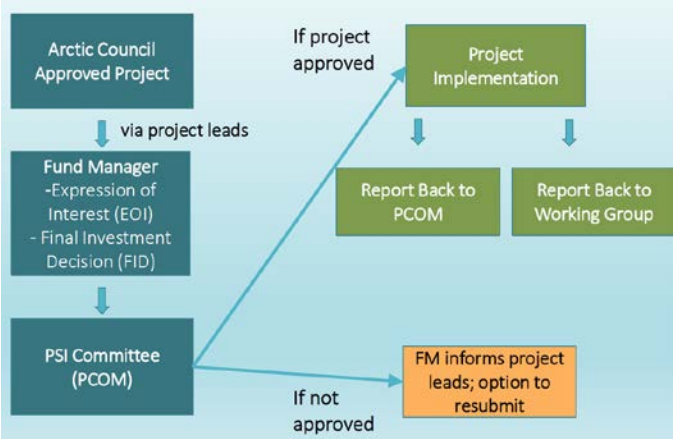 Arctic Council
Approved Project
via project leads
Fund Manager
-Expression of
Interest (EOI)
- Final Investment
Decision (FID)
PSI Committee
(PCOM)
If project
approved
Project
Implementation
Report Back to
PCOM
Report Back to
Working Group
If not
approved
FM informs project
leads; option to
resubmit